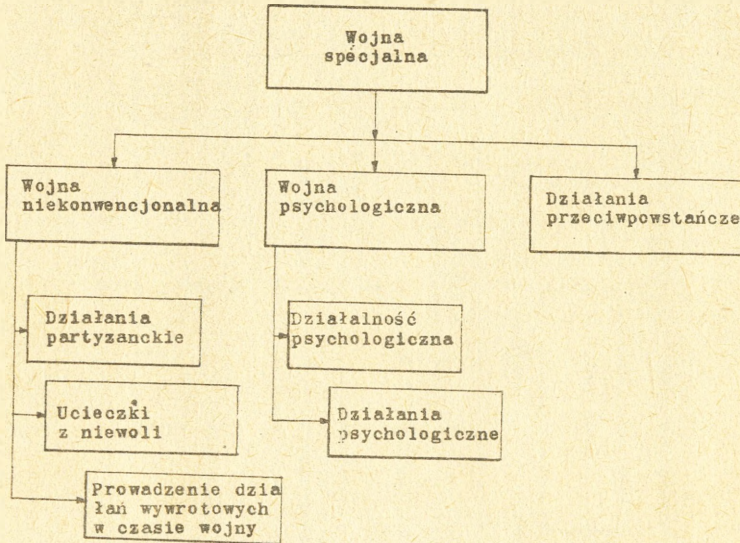 Wojna
specjalna
Wojna
niekonwencjonalna
Wojna
psychologiczna
Działania
przeciwpowstańcze
Działania
partyzanckie
Ucieczki
z niewoli
Prowadzenie dzia
łań wywrotowych
w czasie wojny
Działalność
psychologiczna
Działania
psychologiczne